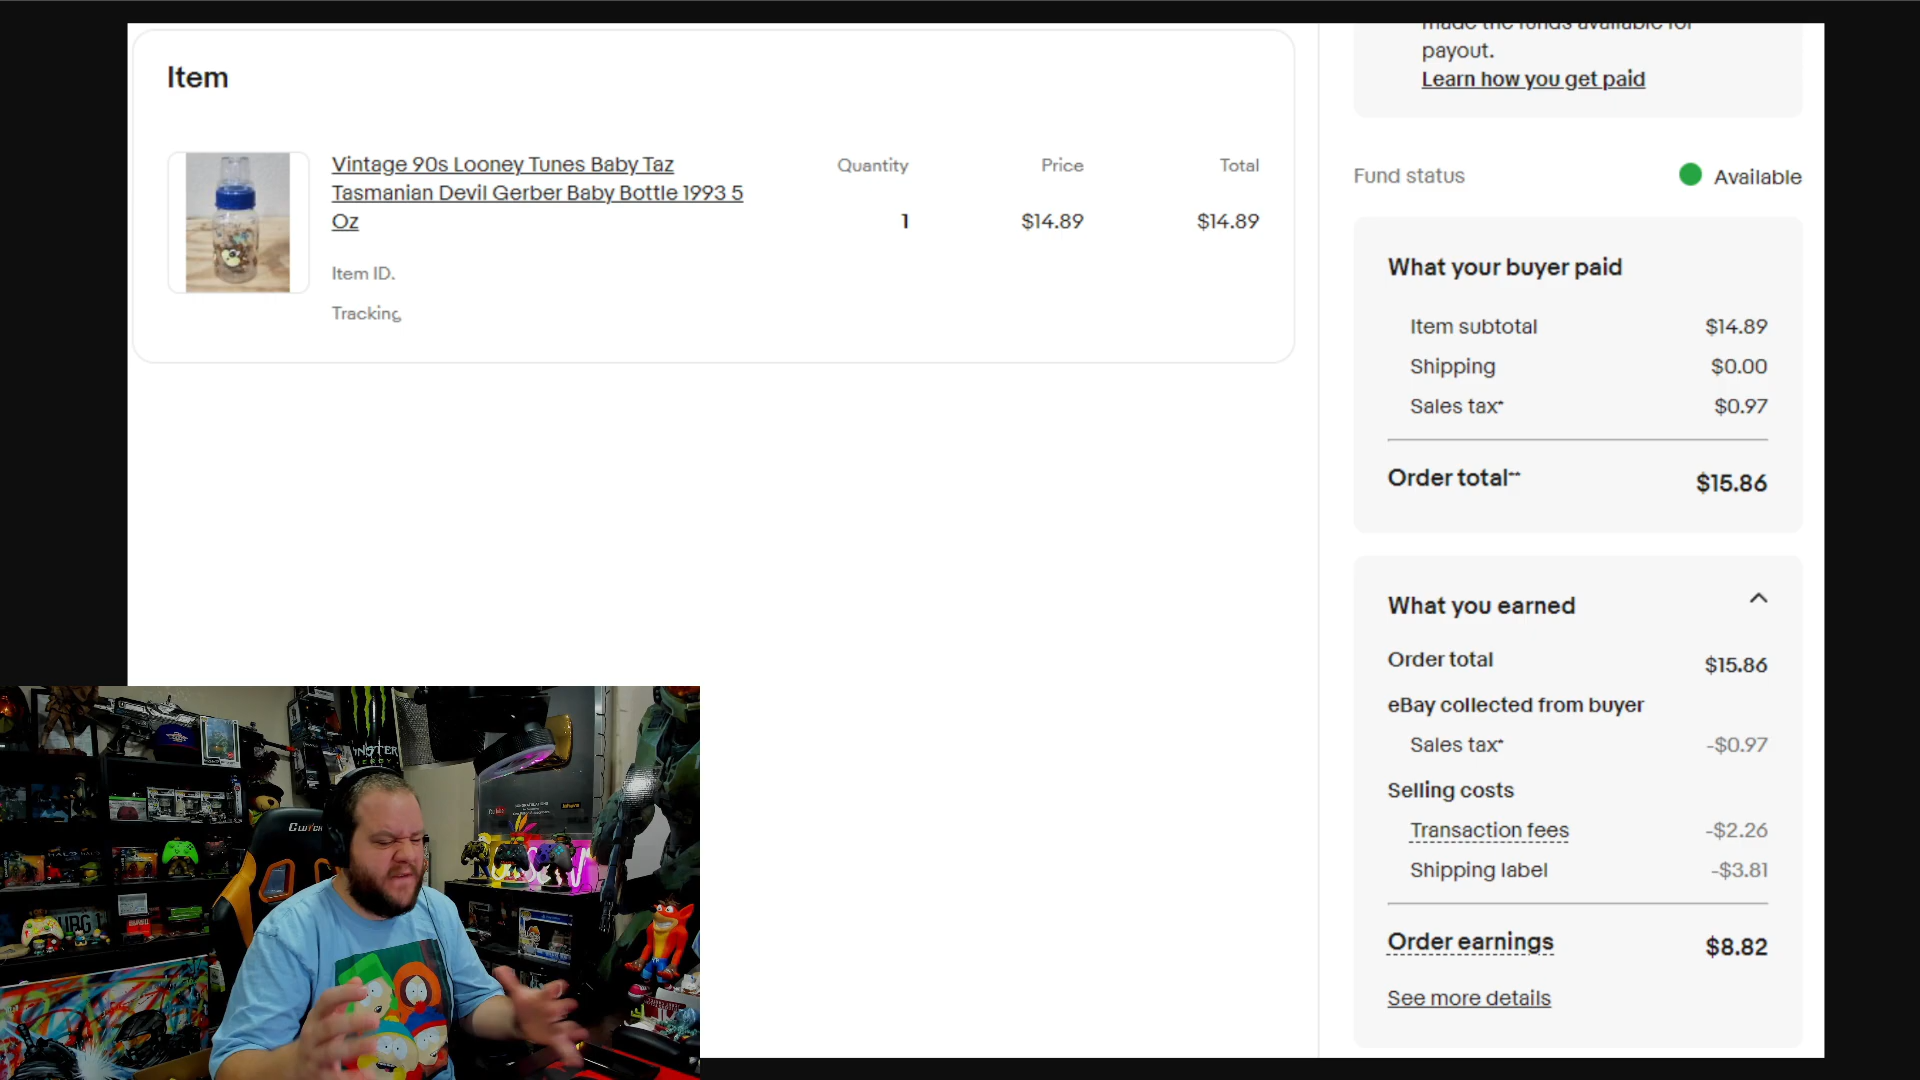 Item
Vintage 90s Looney Tunes Baby Taz
Tasmanian Devil Gerber Baby Bottle 1993 5
Oz
Quantity
Price
Total
1
$14.89
$14.89
Item ID.
Tracking
payout.
Learn how you get paid
Fund status
Available
What your buyer paid
Item subtotal
$14.89
Shipping
$0.00
Sales tax*
$0.97
Order total**
$15.86
What you earned
Order total
$15.86
eBay collected from buyer
Sales tax*
-$0.97
Selling costs
Transaction fees
-$2.26
Shipping label
-$3.81
Order earnings
$8.82
See more details